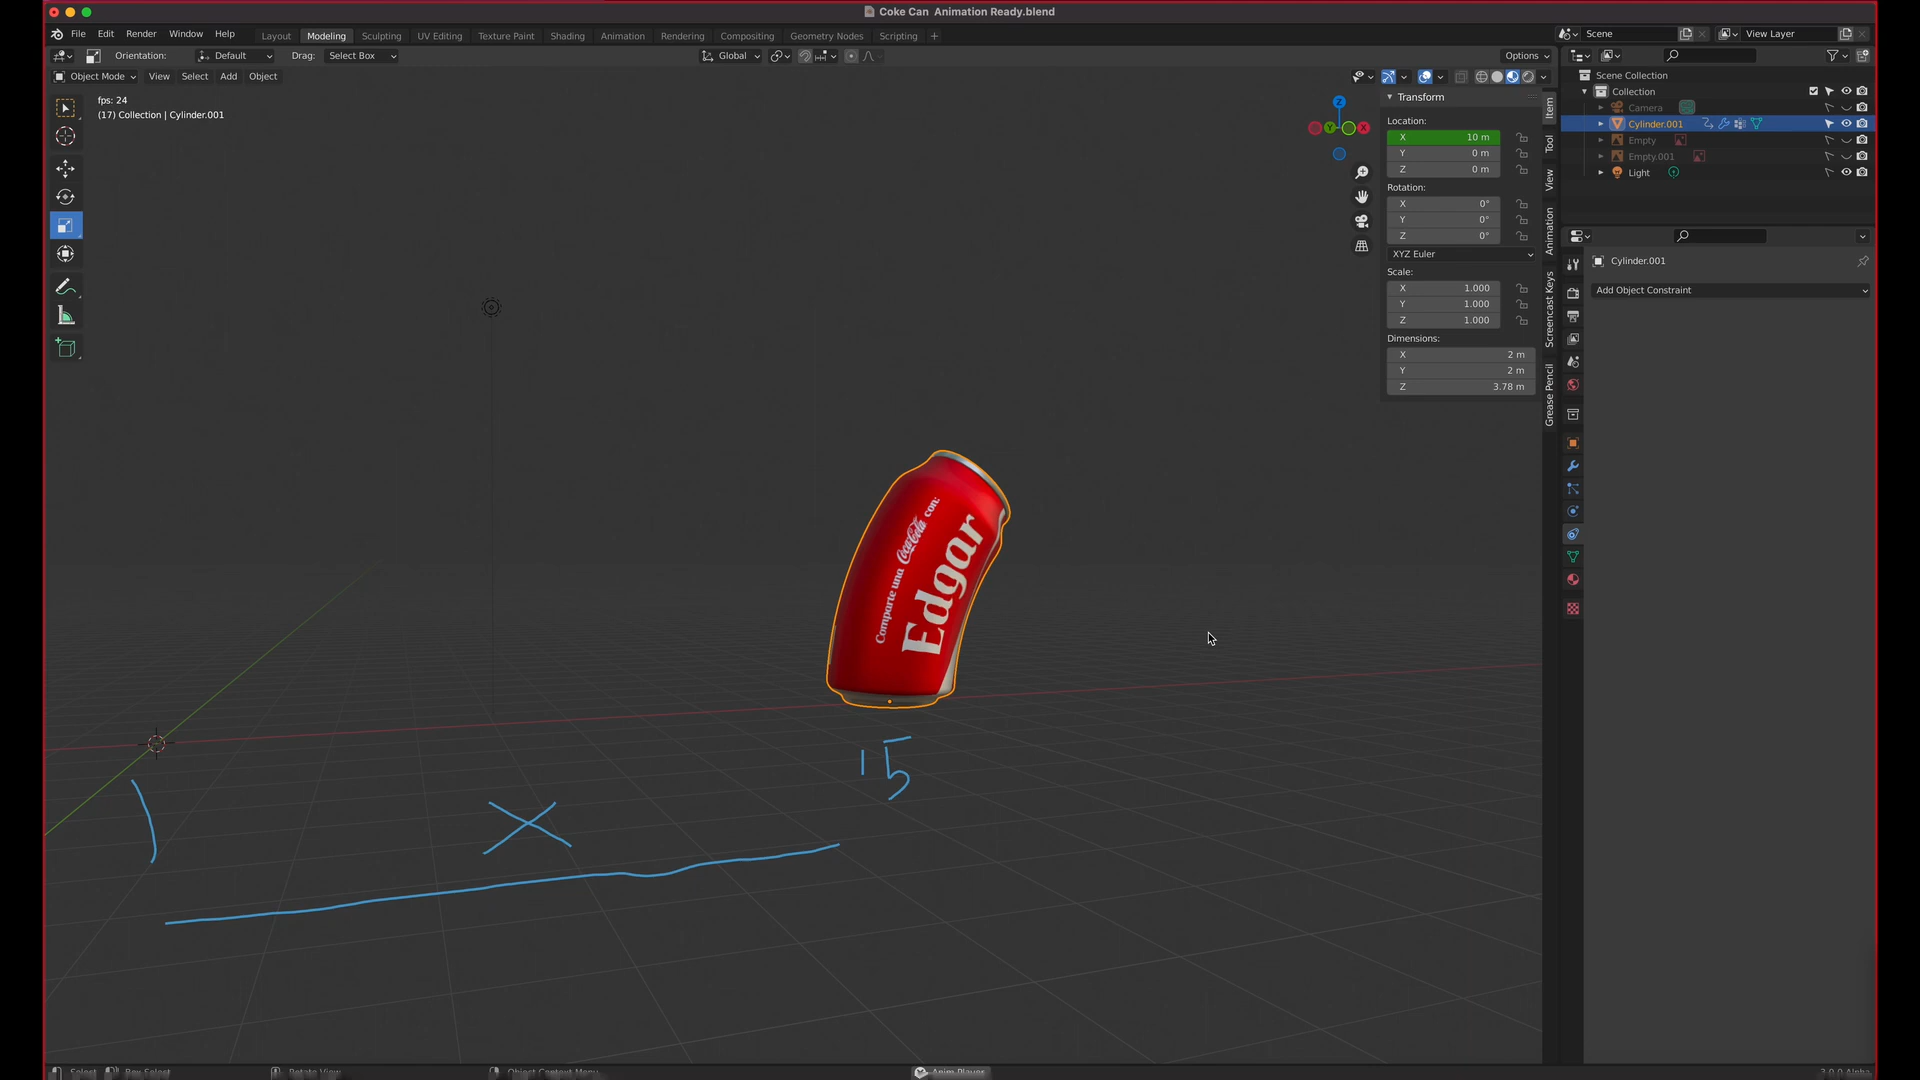 Coke Can  Animation Ready.blend
File Edit Render Window Help
Layout Modeling Sculpting UV Editing Texture Paint Shading Animation Rendering Compositing Geometry Nodes Scripting +
Scene
View Layer
Orientation: Default Drag: Select Box
Global
Options
Object Mode View Select Add Object
fps: 24
(17) Collection | Cylinder.001
Z
Y
X
Transform
Location:
X 10 m
Y 0 m
Z 0 m
Rotation:
X 0°
Y 0°
Z 0°
XYZ Euler
Scale:
X 1.000
Y 1.000
Z 1.000
Dimensions:
X 2 m
Y 2 m
Z 3.78 m
Item
Tool
View
Animation
Screencast Keys
Grease Pencil
Scene Collection
Collection
Camera
Cylinder.001
Empty
Empty.001
Light
Cylinder.001
Add Object Constraint
Comparte una Coca-Cola con:
Edgar
15
X
Select Box Select Rotate View Object Context Menu Anim Player 3.0.0 Alpha